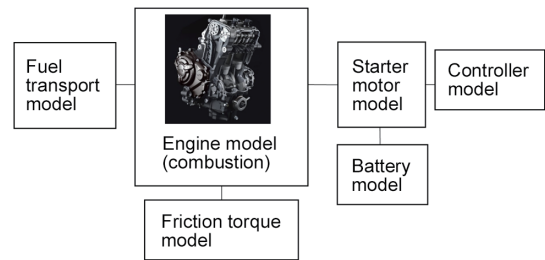 Fuel
transport
model
Engine model
(combustion)
Starter
motor
model
Controller
model
Battery
model
Friction torque
model